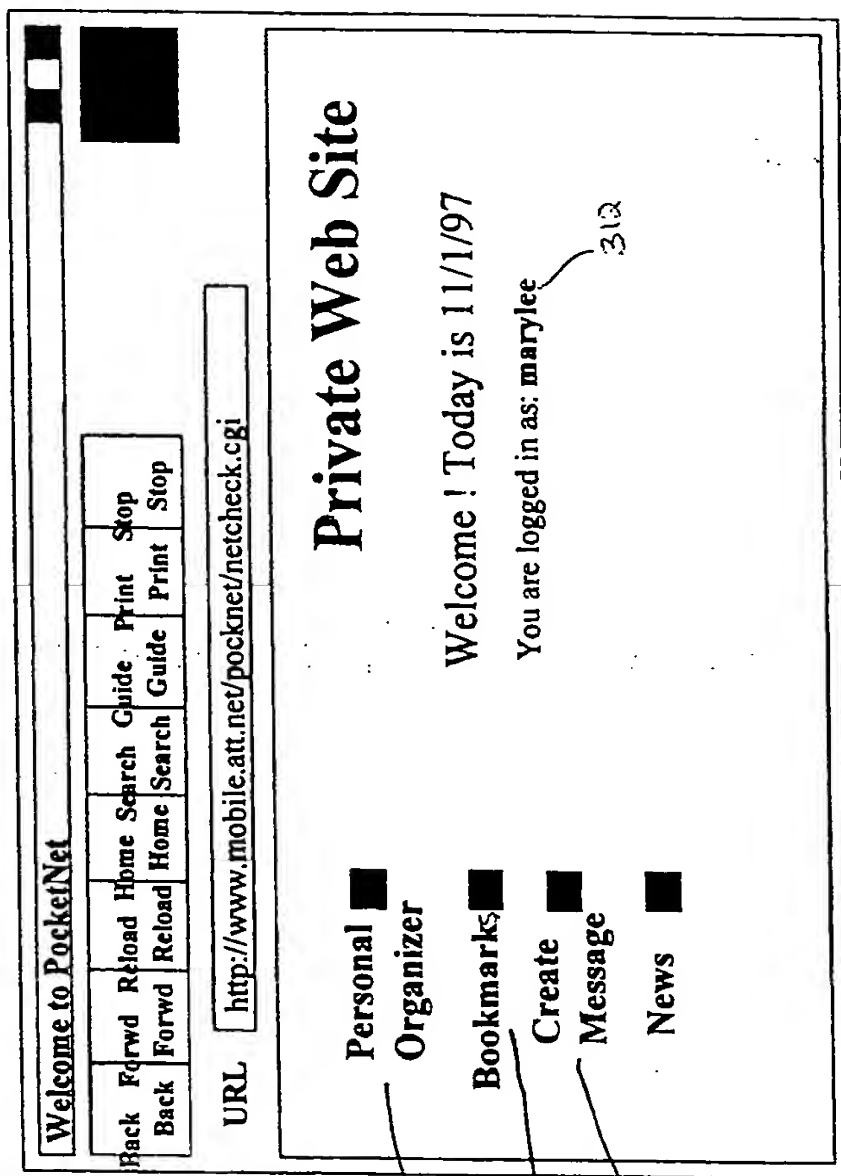 Welcome to PocketNet
Back Forwd Reload Home Search Guide Print Stop
Back Forwd Reload Home Search Guide Print Stop
URL http://www.mobile.att.net/pocknet/netcheck.cgi
Private Web Site
Personal
Organizer
Welcome ! Today is 11/1/97
Bookmarks
You are logged in as: marylee
312
Create
Message
News